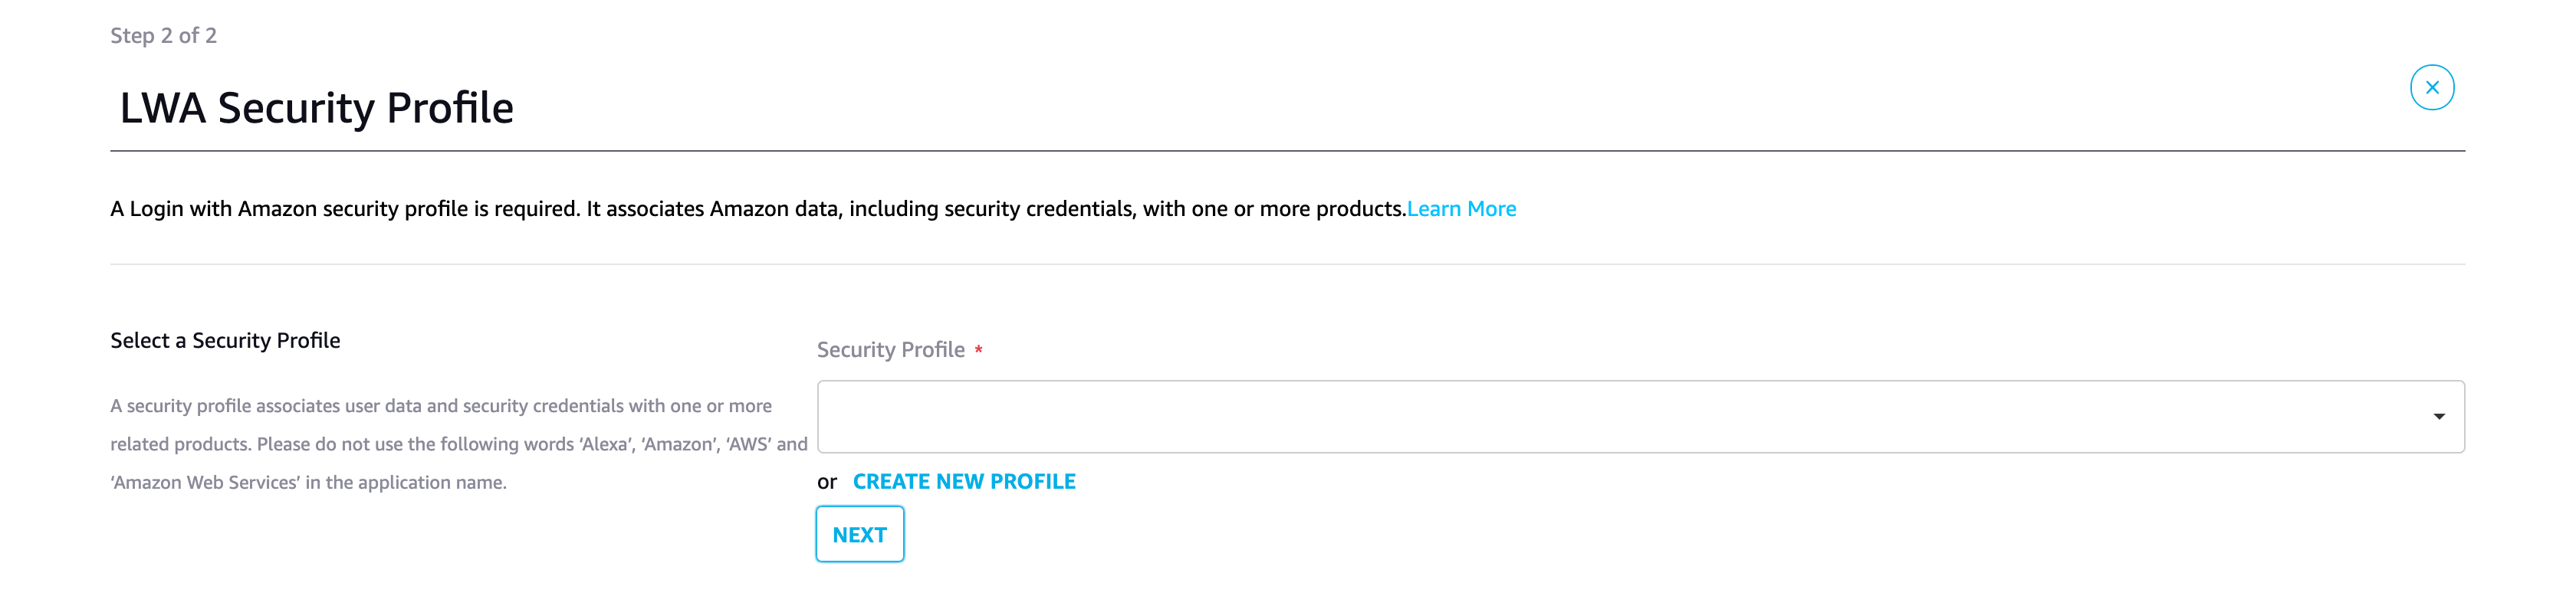 Step 2 of 2
LWA Security Profile
A Login with Amazon security profile is required. It associates Amazon data, including security credentials, with one or more products.Learn More
Select a Security Profile
A security profile associates user data and security credentials with one or more
related products. Please do not use the following words ‘Alexa’, ‘Amazon’, ‘AWS’ and
‘Amazon Web Services’ in the application name.
Security Profile *
or CREATE NEW PROFILE
NEXT